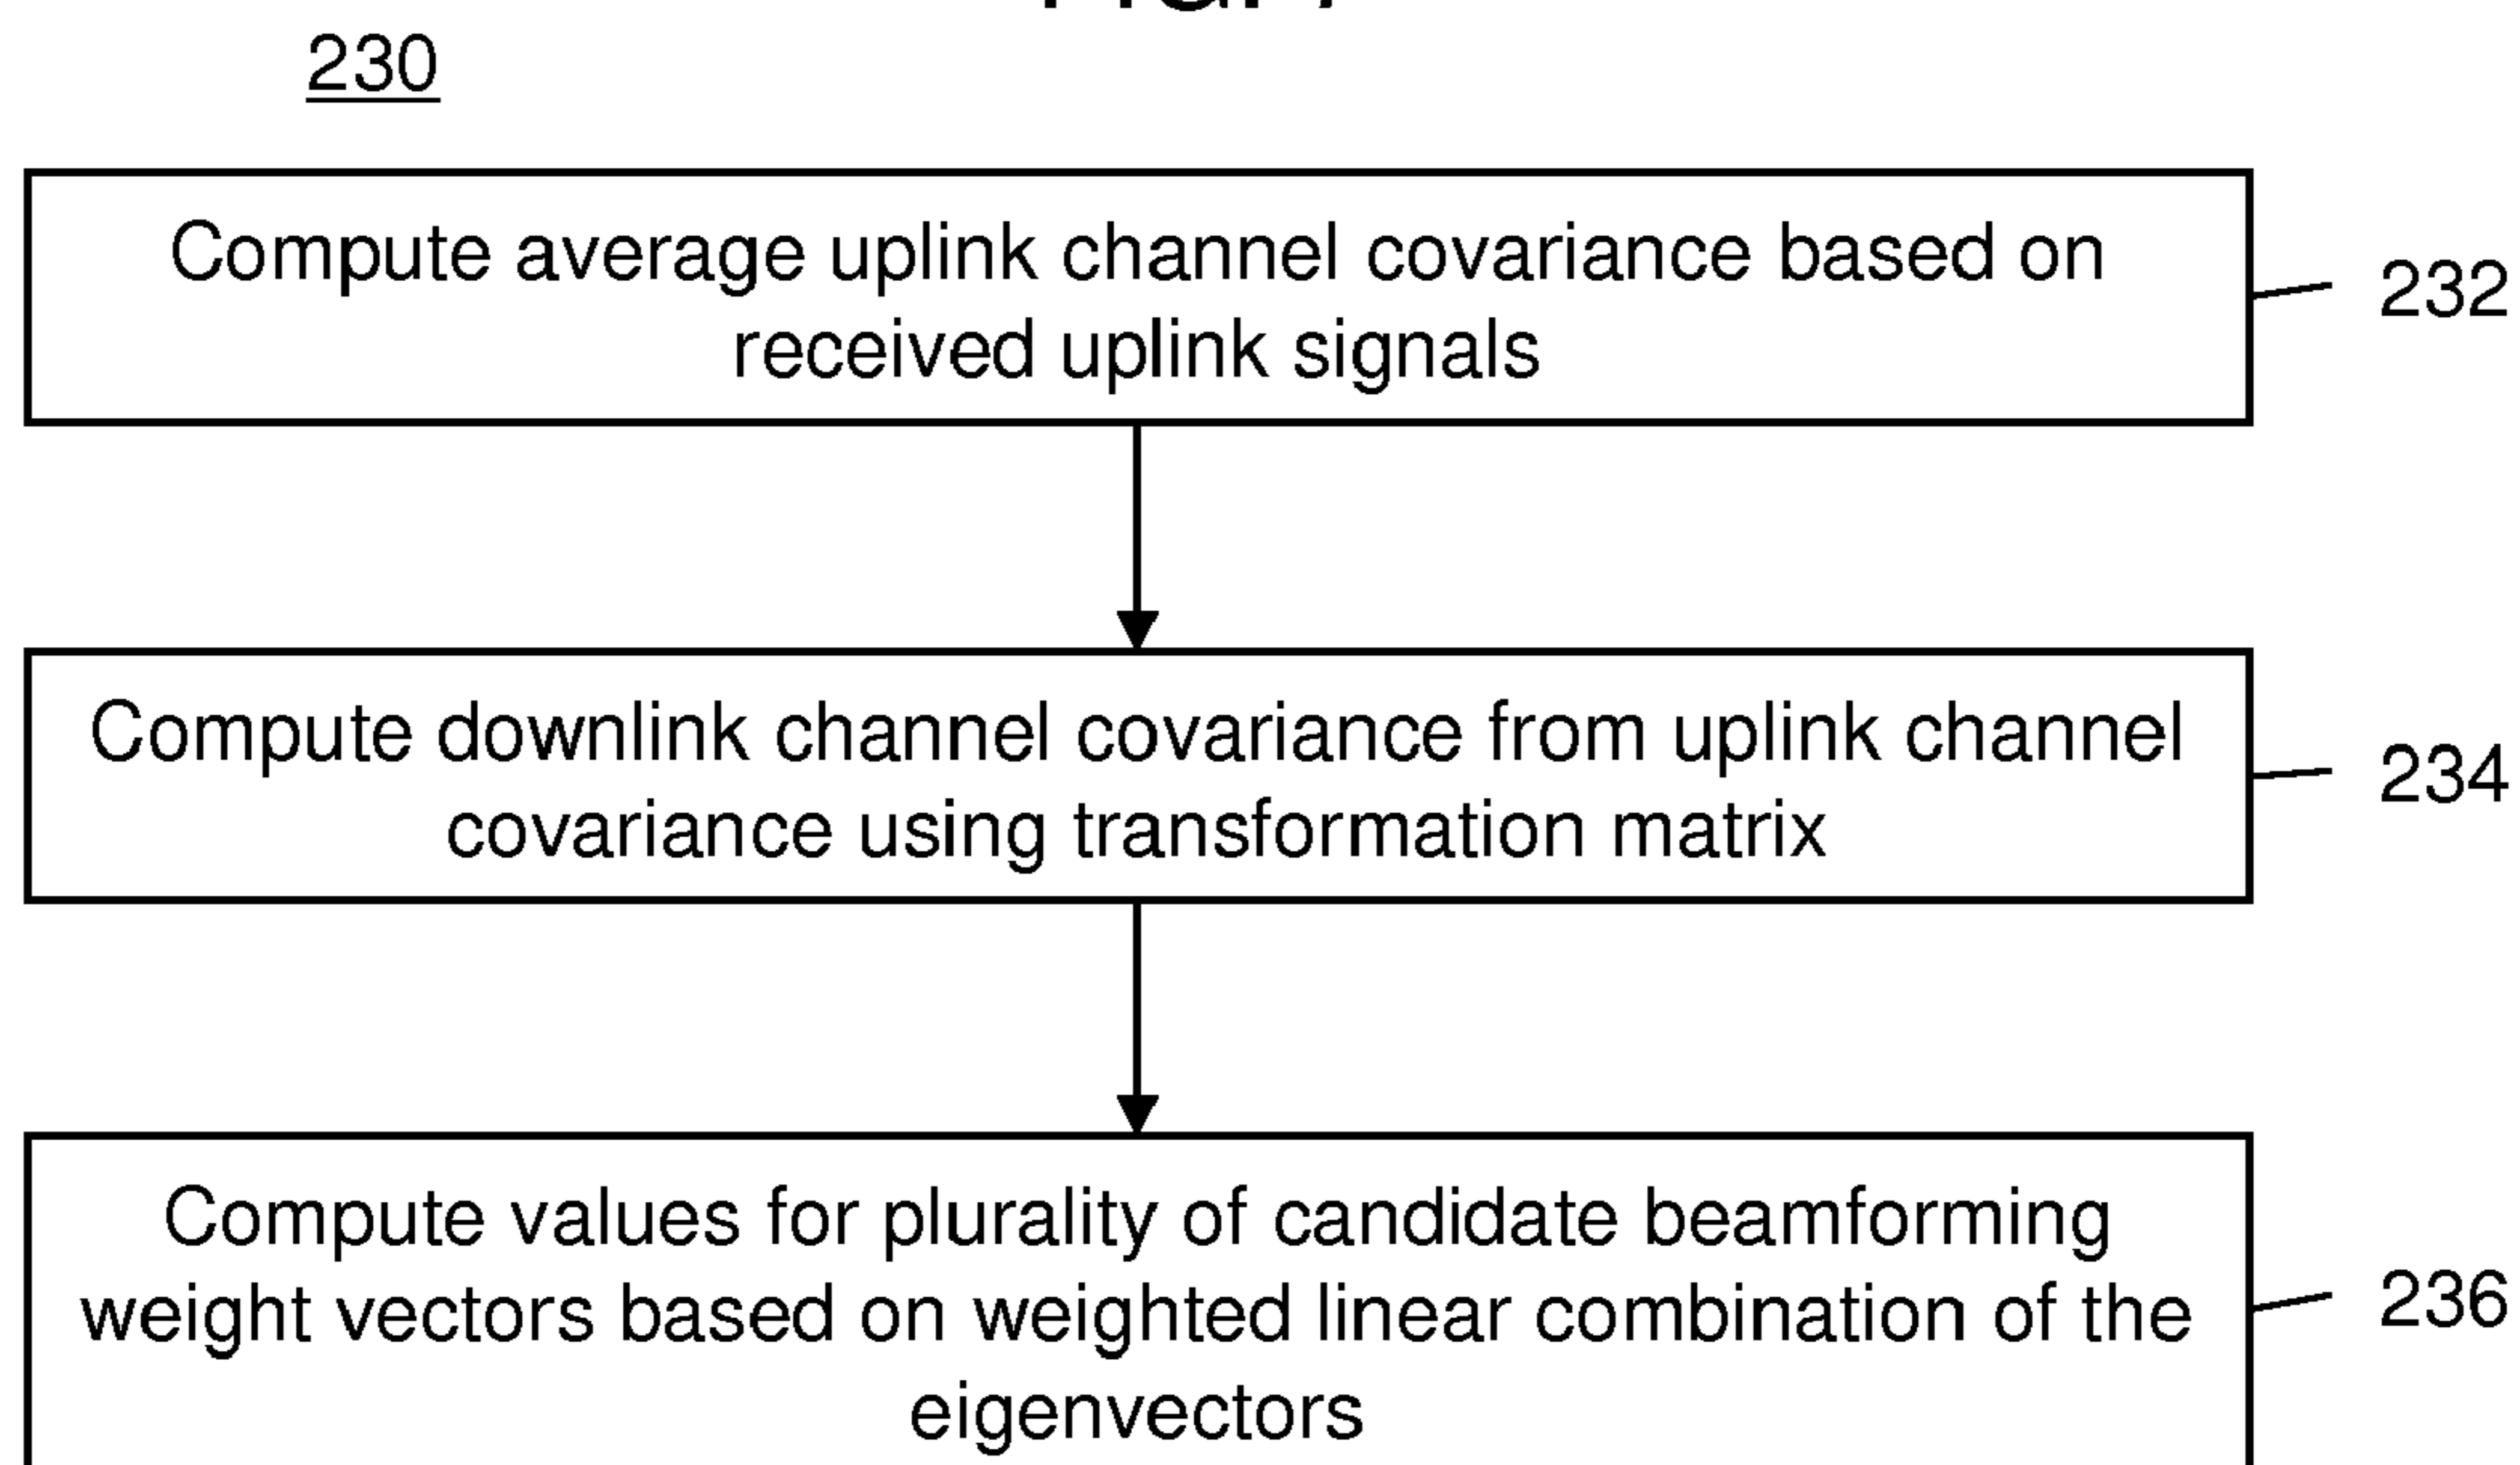 230
Compute average uplink channel covariance based on
received uplink signals
232
Compute downlink channel covariance from uplink channel
covariance using transformation matrix
234
Compute values for plurality of candidate beamforming
weight vectors based on weighted linear combination of the
eigenvectors
236